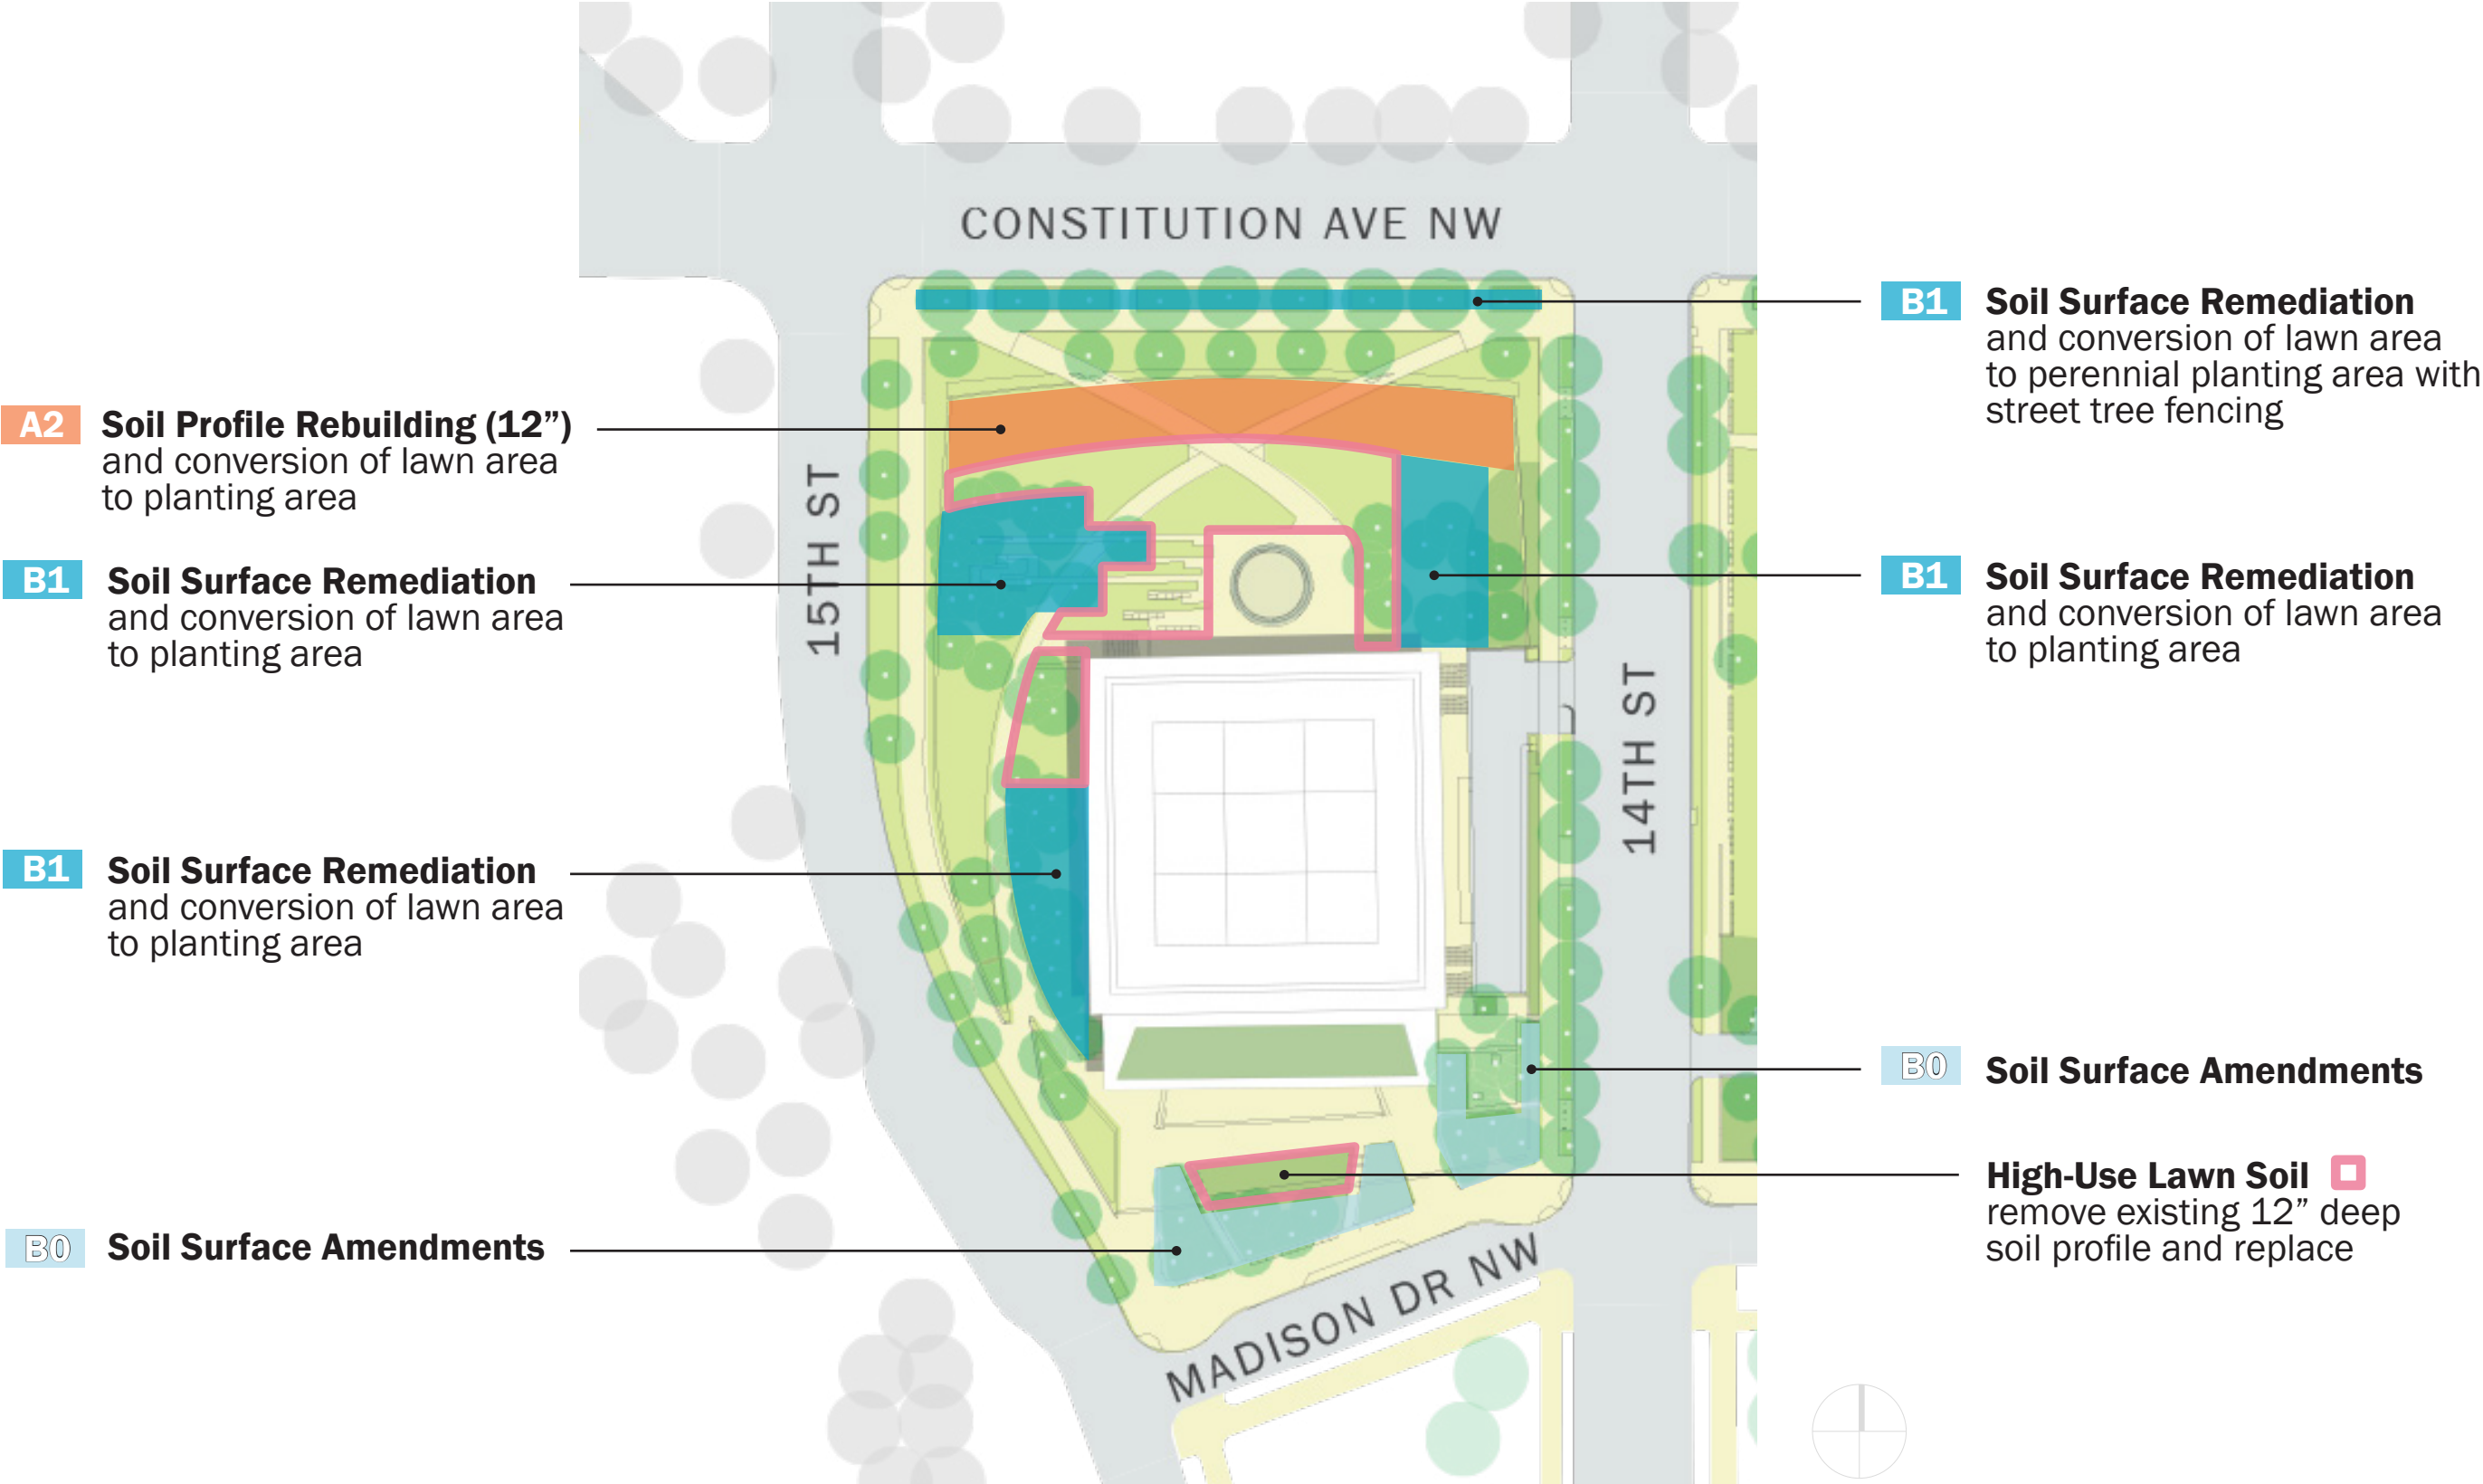 CONSTITUTION AVE NW
B1 Soil Surface Remediation
and conversion of lawn area
to perennial planting area with
street tree fencing
A2 Soil Profile Rebuilding (12”)
and conversion of lawn area
to planting area
15TH ST
B1 Soil Surface Remediation
and conversion of lawn area
to planting area
B1 Soil Surface Remediation
and conversion of lawn area
to planting area
14TH ST
B1 Soil Surface Remediation
and conversion of lawn area
to planting area
B0 Soil Surface Amendments
High-Use Lawn Soil
remove existing 12” deep
soil profile and replace
B0 Soil Surface Amendments
MADISON DR NW